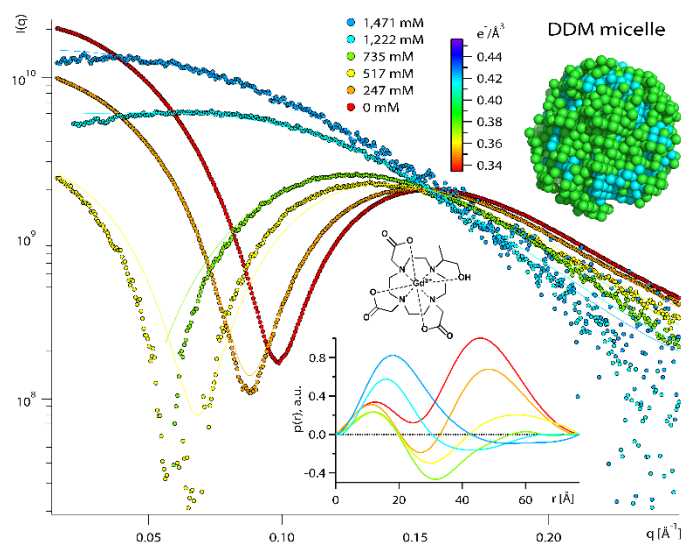 I(q)
10¹⁰
10⁹
10⁸
0.05
0.10
0.15
0.20
q [Å⁻¹]
1,471 mM
1,222 mM
735 mM
517 mM
247 mM
0 mM
e⁻/Å³
0.44
0.42
0.40
0.38
0.36
0.34
DDM micelle
O
O
O
N
N
Gd³⁺
OH
N
N
O
O
O
p(r), a.u.
0.8
0.4
0.0
-0.4
0
20
40
60
r [Å]